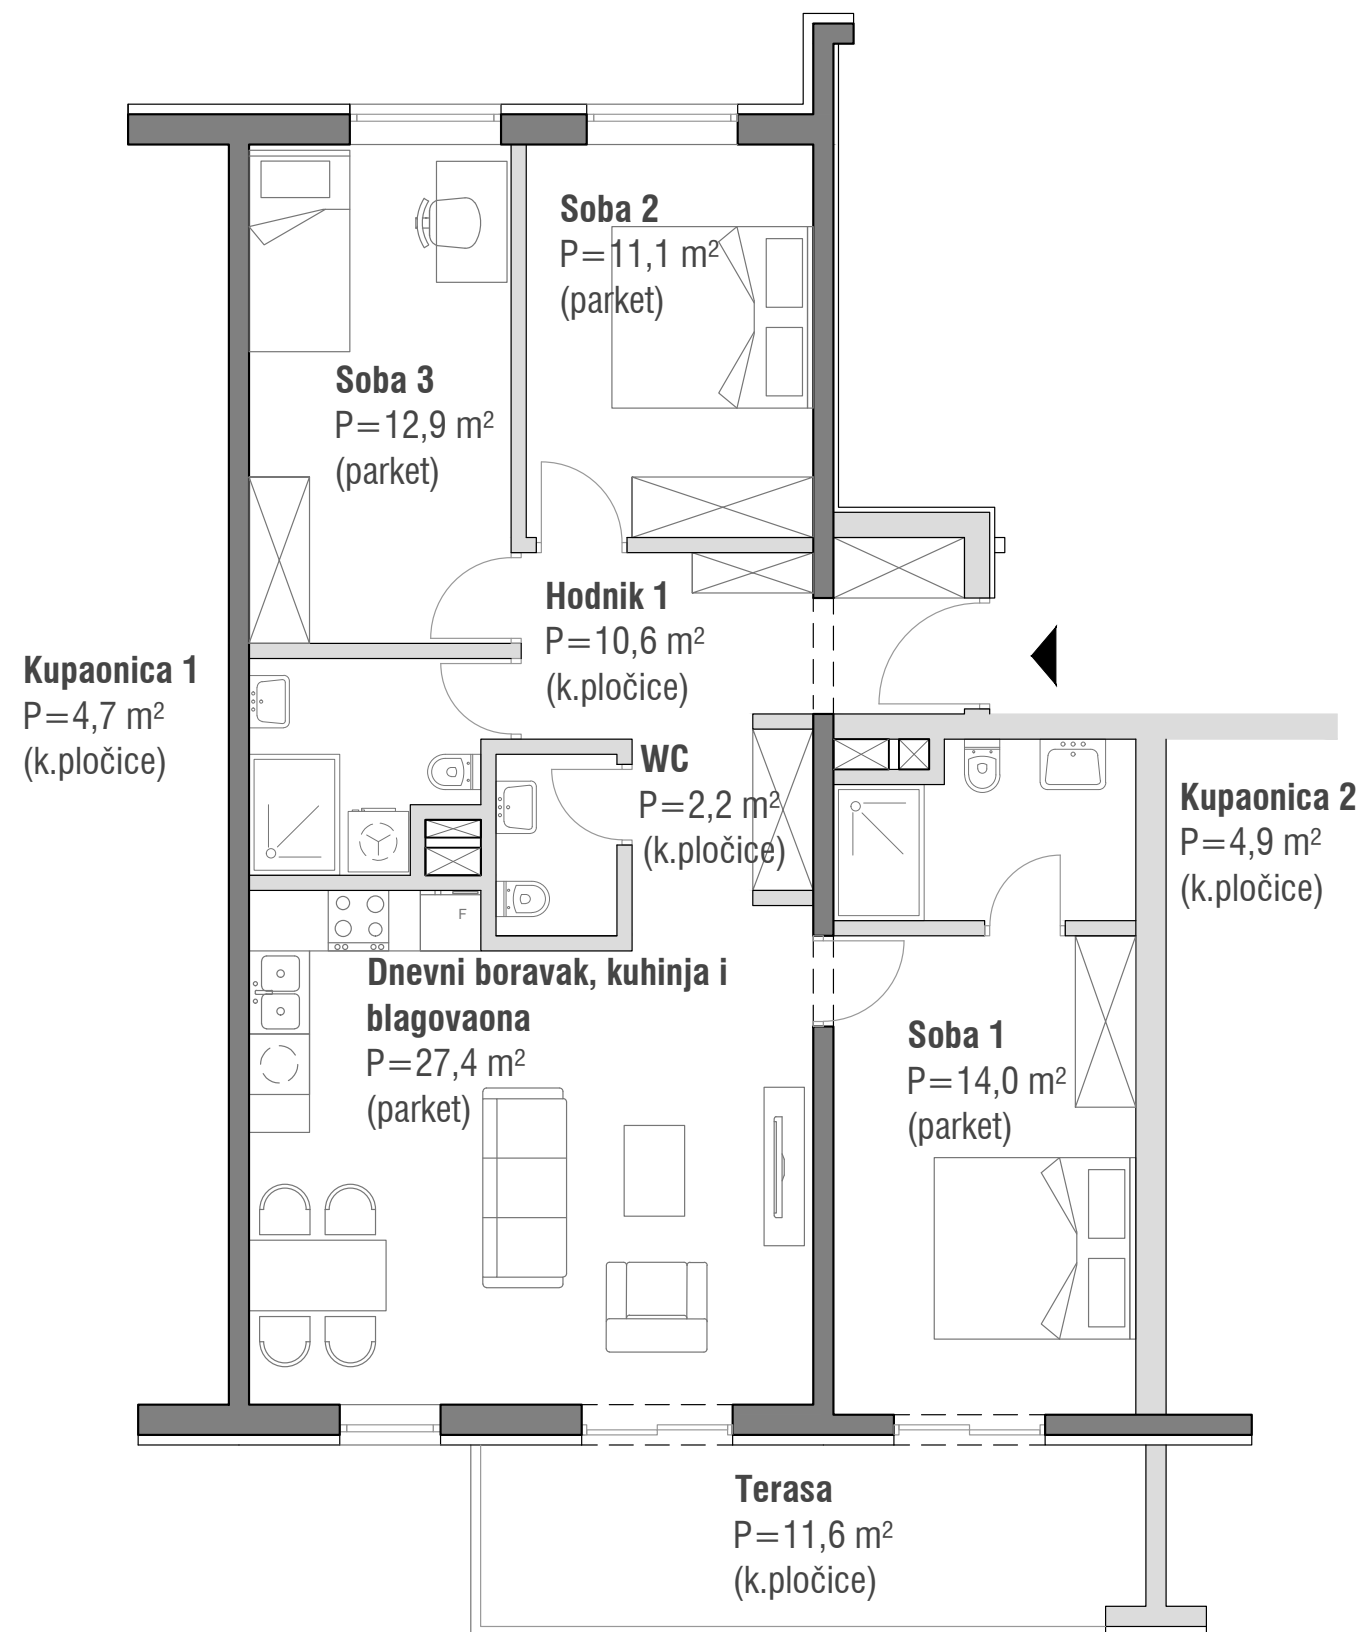 Soba 2
P=11,1 m²
(parket)
Soba 3
P=12,9 m²
(parket)
Hodnik 1
P=10,6 m²
(k.pločice)
Kupaonica 1
P=4,7 m²
(k.pločice)
WC
P=2,2 m²
(k.pločice)
Kupaonica 2
P=4,9 m²
(k.pločice)
F
Dnevni boravak, kuhinja i
blagovaona
P=27,4 m²
(parket)
Soba 1
P=14,0 m²
(parket)
Terasa
P=11,6 m²
(k.pločice)